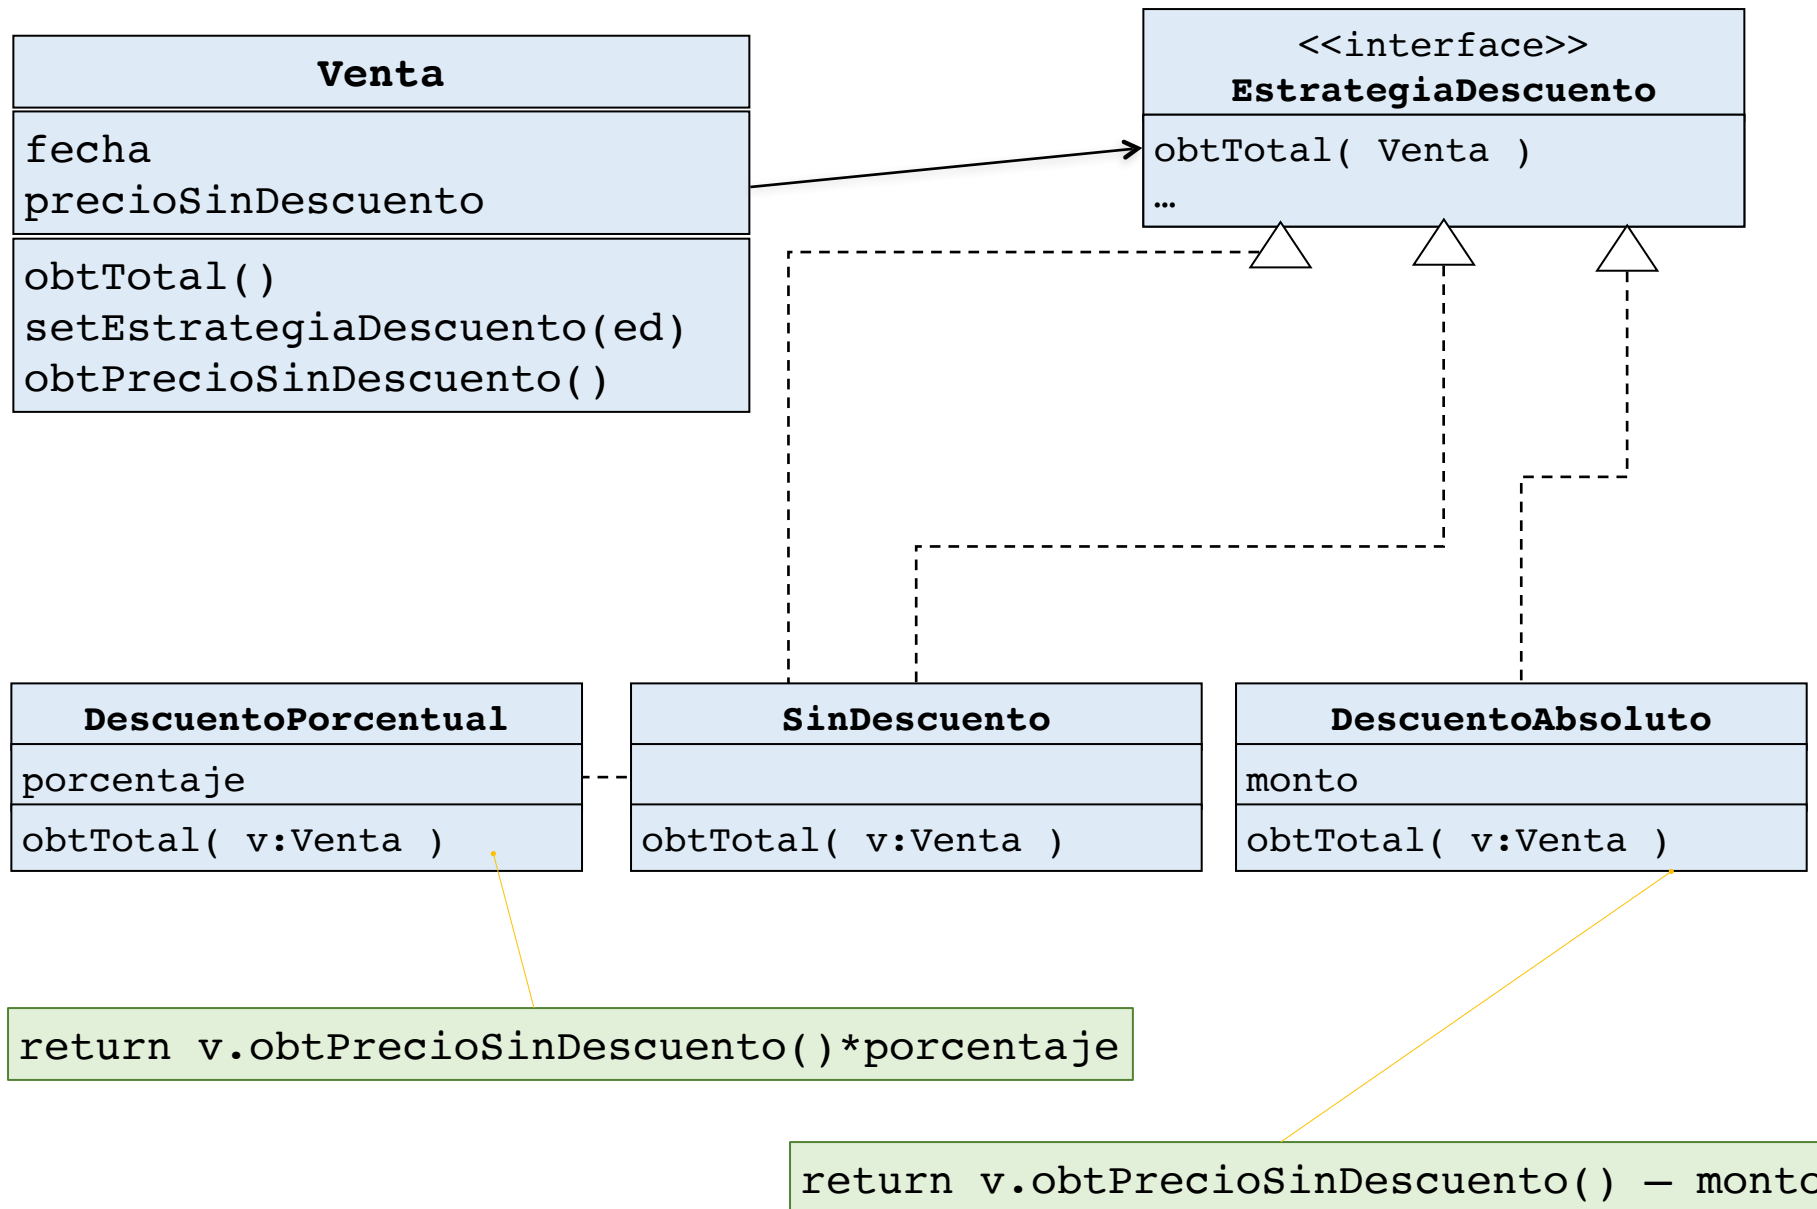 Venta
fecha
precioSinDescuento
obtTotal()
setEstrategiaDescuento(ed)
obtPrecioSinDescuento()
<<interface>>
EstrategiaDescuento
obtTotal( Venta )
…
DescuentoPorcentual
porcentaje
obtTotal( v:Venta )
SinDescuento
obtTotal( v:Venta )
DescuentoAbsoluto
monto
obtTotal( v:Venta )
return v.obtPrecioSinDescuento()*porcentaje
return v.obtPrecioSinDescuento() – monto